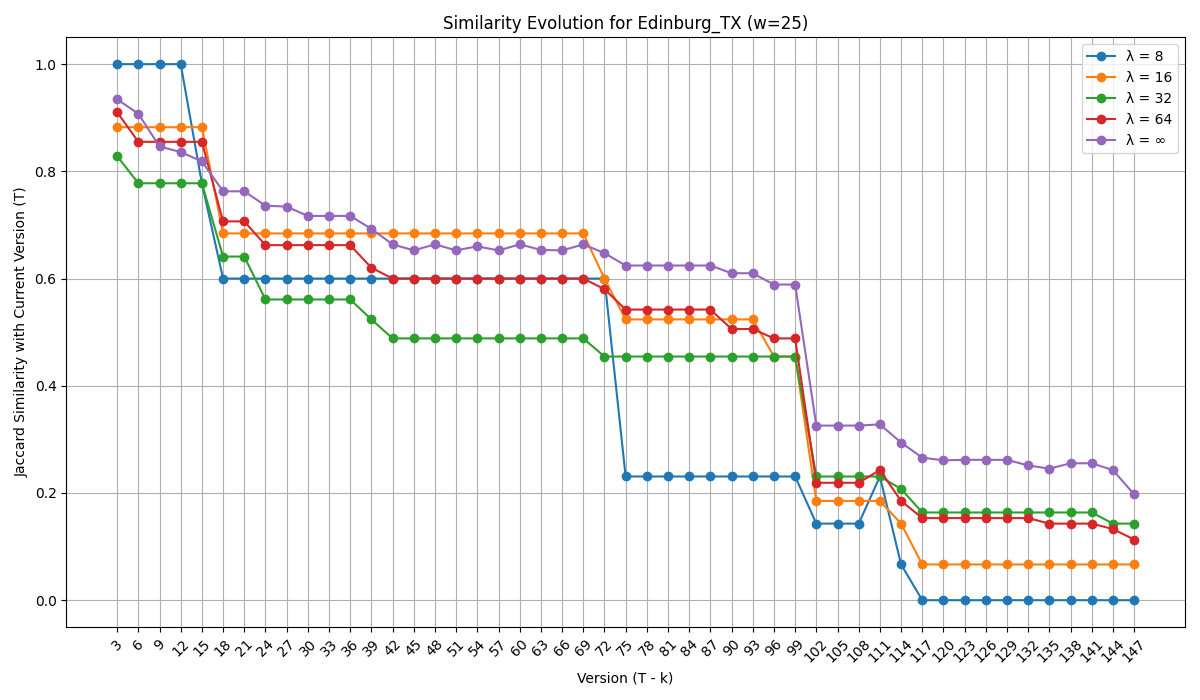 Similarity Evolution for Edinburg_TX (w=25)
Jaccard Similarity with Current Version (T)
1.0
0.8
0.6
0.4
0.2
0.0
λ = 8
λ = 16
λ = 32
λ = 64
λ = ∞
3 6 9 12 15 18 21 24 27 30 33 36 39 42 45 48 51 54 57 60 63 66 69 72 75 78 81 84 87 90 93 96 99 102 105 108 111 114 117 120 123 126 129 132 135 138 141 144 147
Version (T - k)